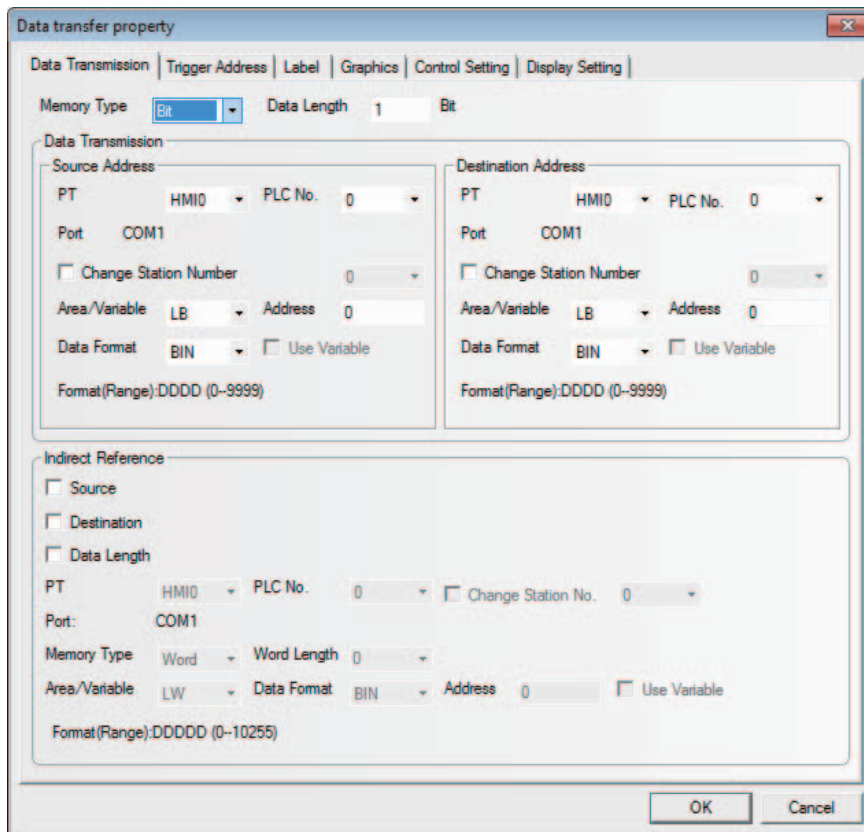 Data transfer property
Data Transmission Trigger Address Label Graphics Control Setting Display Setting
Memory Type Bit Data Length 1 Bit
Data Transmission
Source Address
PT HMI0 PLC No. 0
Port COM1
Change Station Number 0
Area/Variable LB Address 0
Data Format BIN Use Variable
Format(Range):DDDD (0--9999)
Destination Address
PT HMI0 PLC No. 0
Port COM1
Change Station Number 0
Area/Variable LB Address 0
Data Format BIN Use Variable
Format(Range):DDDD (0--9999)
Indirect Reference
Source
Destination
Data Length
PT HMI0 PLC No. 0 Change Station No. 0
Port: COM1
Memory Type Word Word Length 0
Area/Variable LW Data Format BIN Address 0 Use Variable
Format(Range):DDDDD (0--10255)
OK Cancel